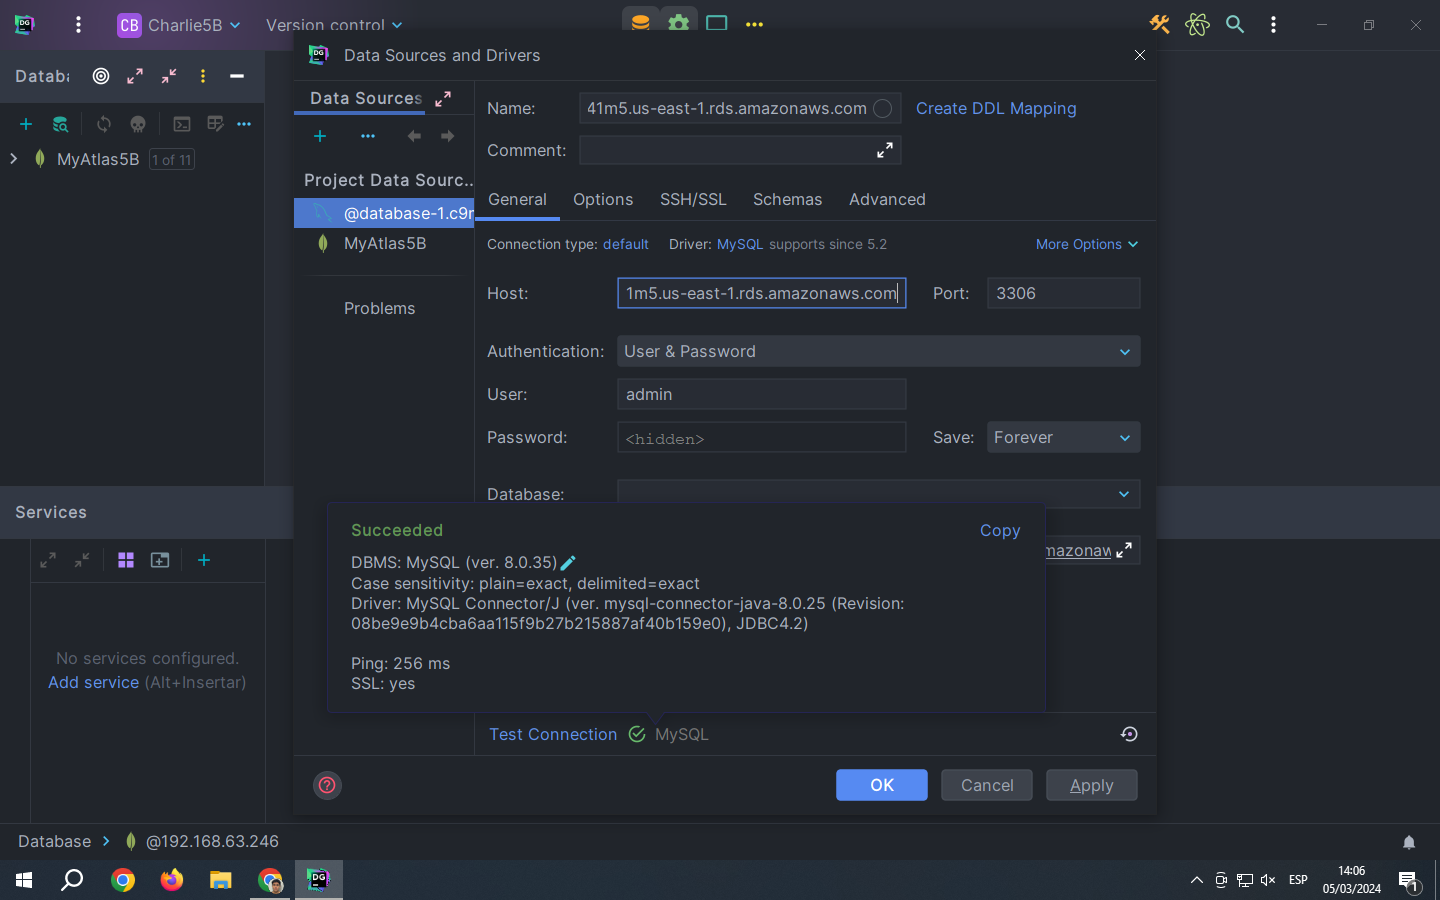 CB Charlie5B
Version control
DG
Data Sources and Drivers
Databa
Data Sources
Name:
41m5.us-east-1.rds.amazonaws.com
Create DDL Mapping
Comment:
MyAtlas5B 1 of 11
Project Data Sourc..
@database-1.c9r
MyAtlas5B
Problems
General
Options
SSH/SSL
Schemas
Advanced
Connection type: default
Driver: MySQL supports since 5.2
More Options
Host:
1m5.us-east-1.rds.amazonaws.com
Port:
3306
Authentication:
User & Password
User:
admin
Password:
<hidden>
Save:
Forever
Database:
Services
No services configured.
Add service (Alt+Insertar)
Succeeded
Copy
DBMS: MySQL (ver. 8.0.35)
Case sensitivity: plain=exact, delimited=exact
Driver: MySQL Connector/J (ver. mysql-connector-java-8.0.25 (Revision:
08be9e9b4cba6aa115f9b27b215887af40b159e0), JDBC4.2)
Ping: 256 ms
SSL: yes
mazonaw
Test Connection
MySQL
OK
Cancel
Apply
Database
@192.168.63.246
DG
ESP
14:06
05/03/2024
1